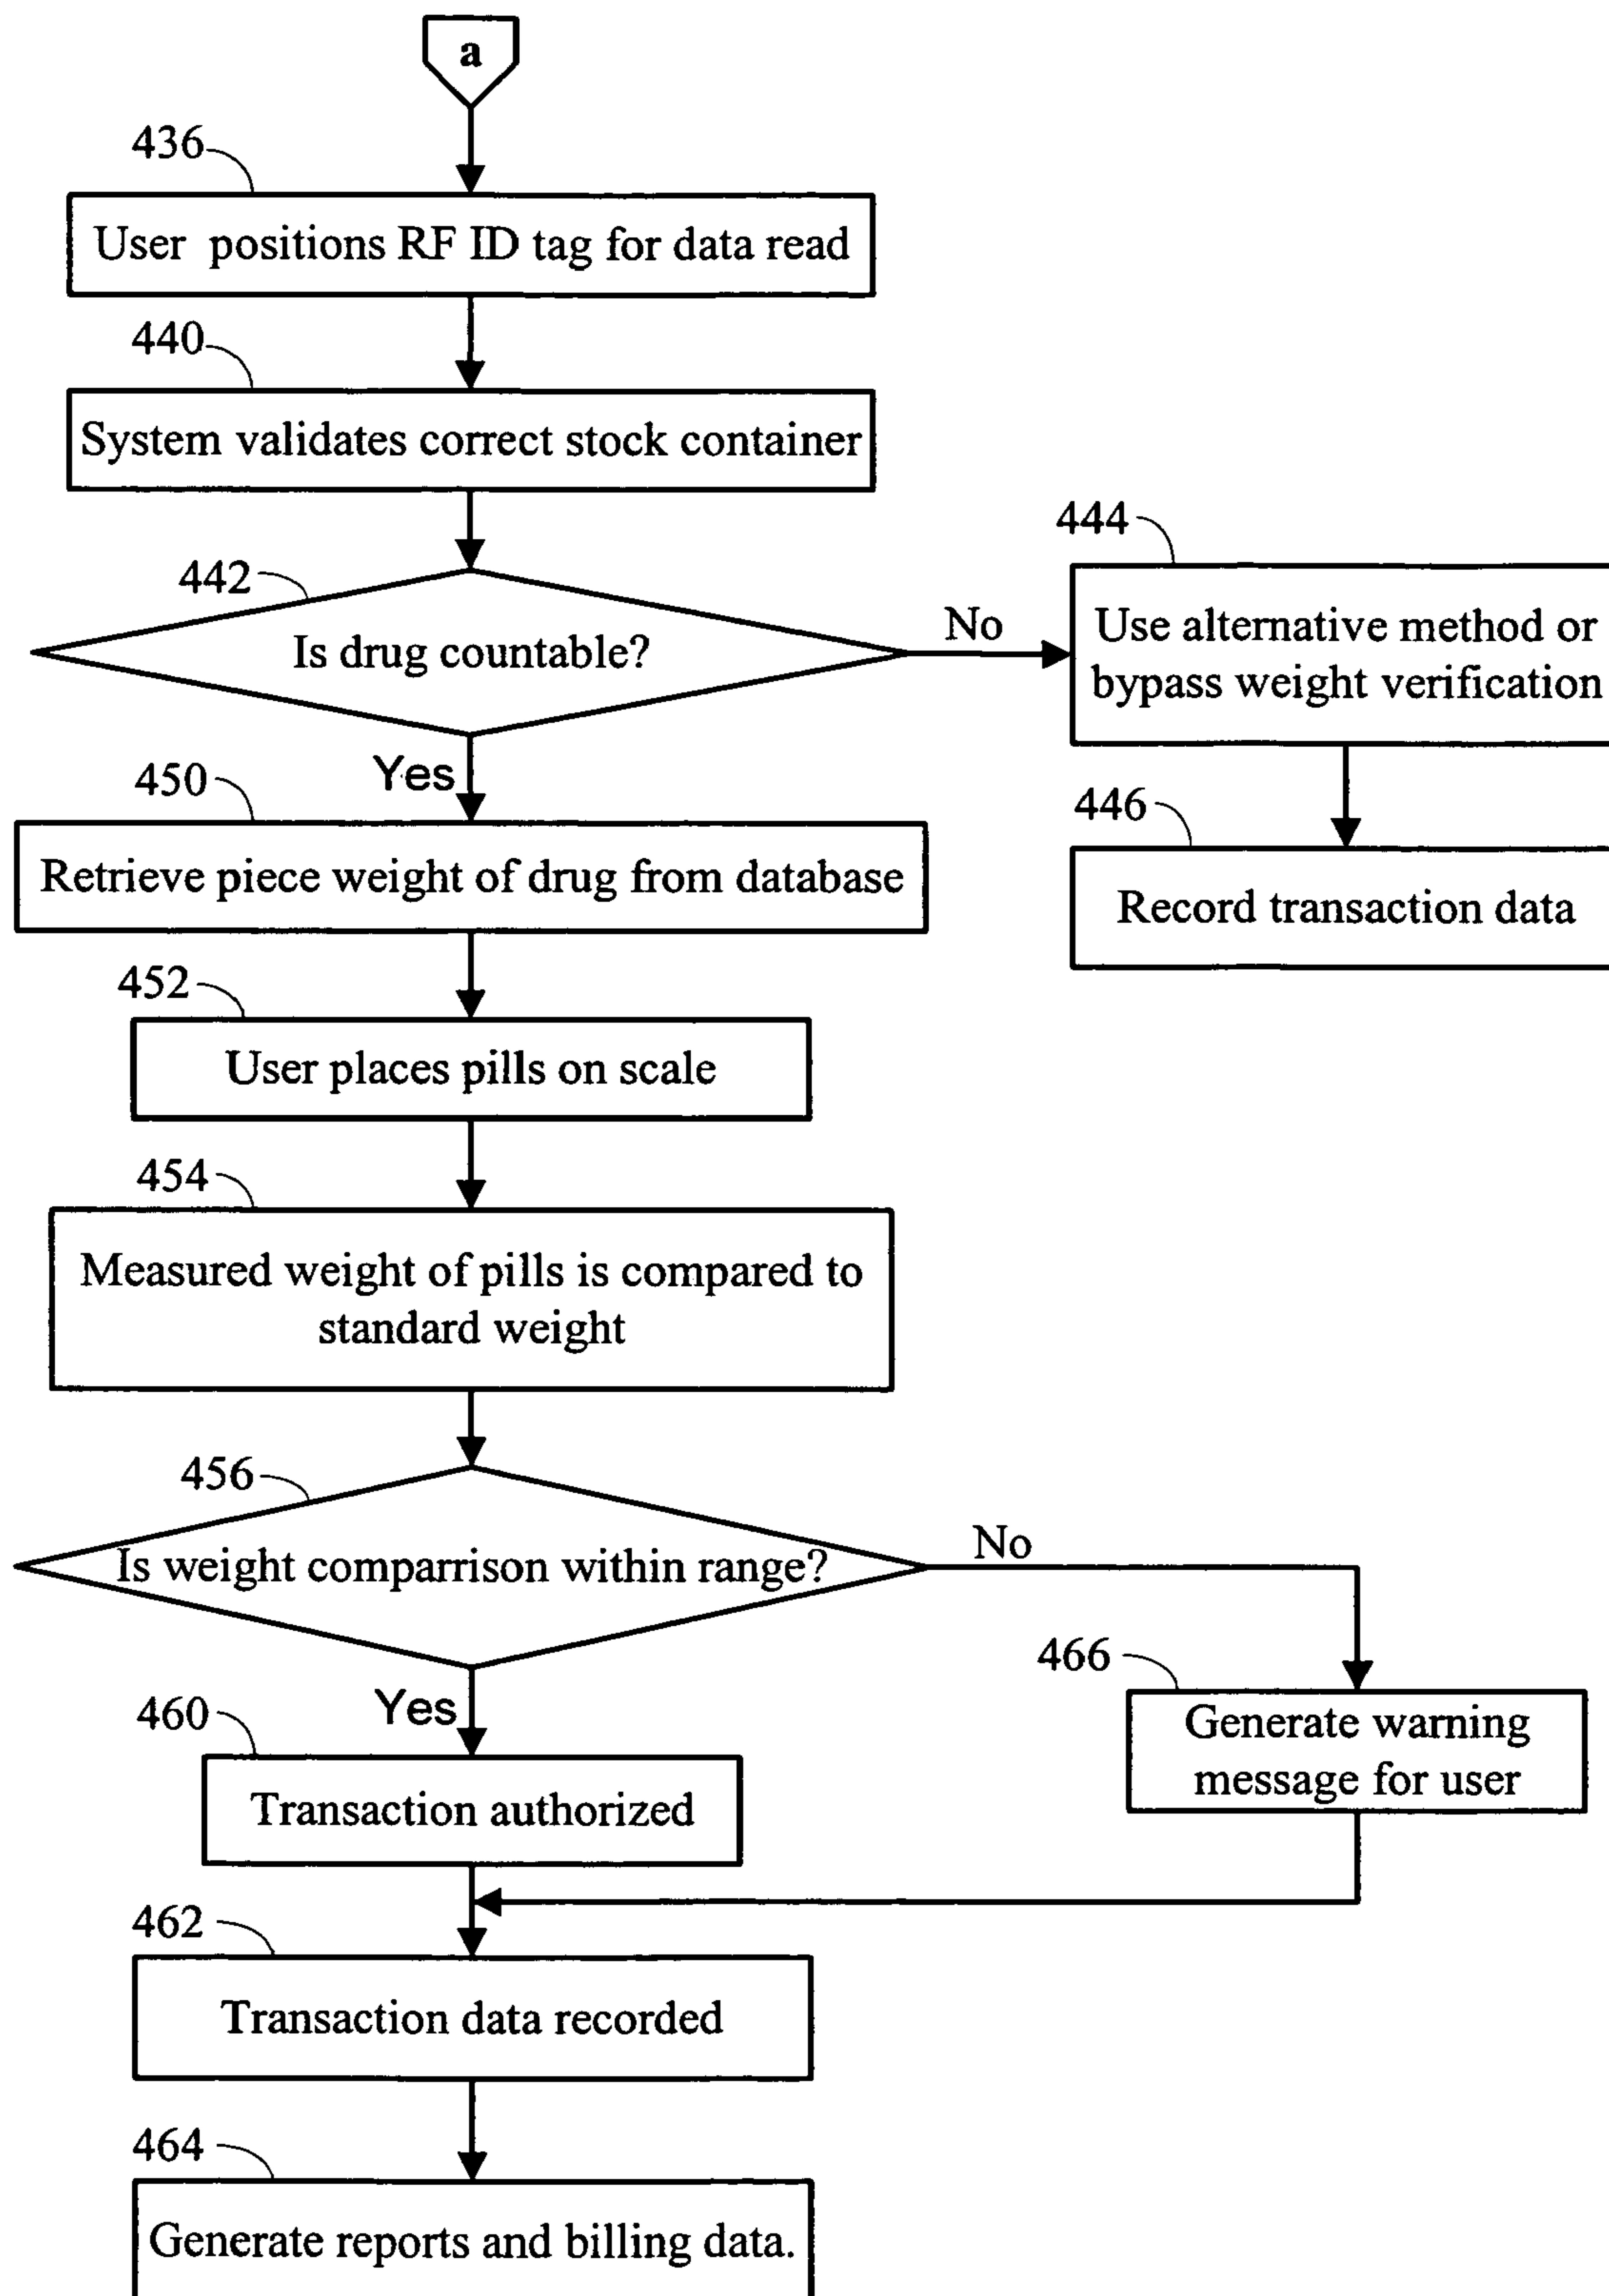 a
436
User positions RF ID tag for data read
440
System validates correct stock container
442
Is drug countable?
No
444
Use alternative method or
bypass weight verification
Yes
446
Record transaction data
450
Retrieve piece weight of drug from database
452
User places pills on scale
454
Measured weight of pills is compared to
standard weight
456
Is weight comparrison within range?
No
466
Generate warning
message for user
Yes
460
Transaction authorized
462
Transaction data recorded
464
Generate reports and billing data.